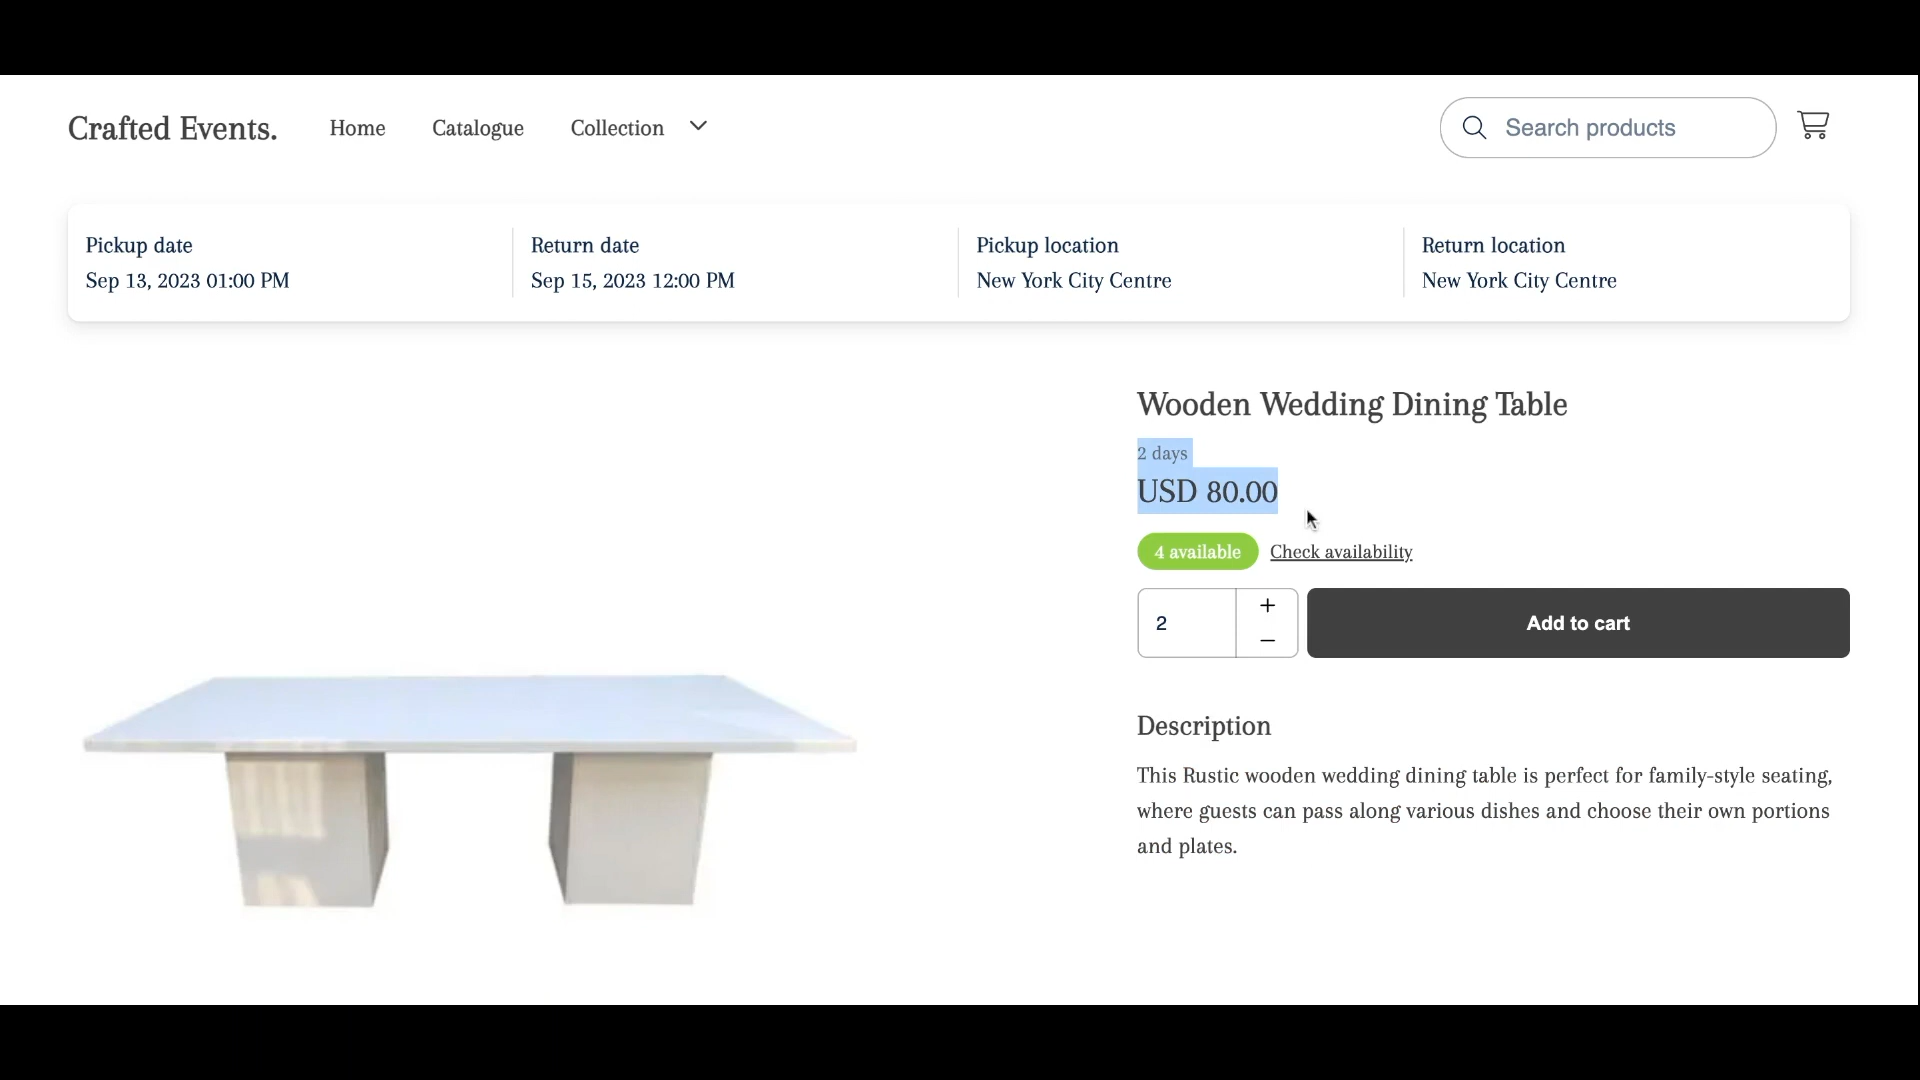 Crafted Events.
Home
Catalogue
Collection
Search products
Pickup date
Sep 13, 2023 01:00 PM
Return date
Sep 15, 2023 12:00 PM
Pickup location
New York City Centre
Return location
New York City Centre
Wooden Wedding Dining Table
2 days
USD 80.00
4 available
Check availability
2
+
−
Add to cart
Description
This Rustic wooden wedding dining table is perfect for family-style seating,
where guests can pass along various dishes and choose their own portions
and plates.